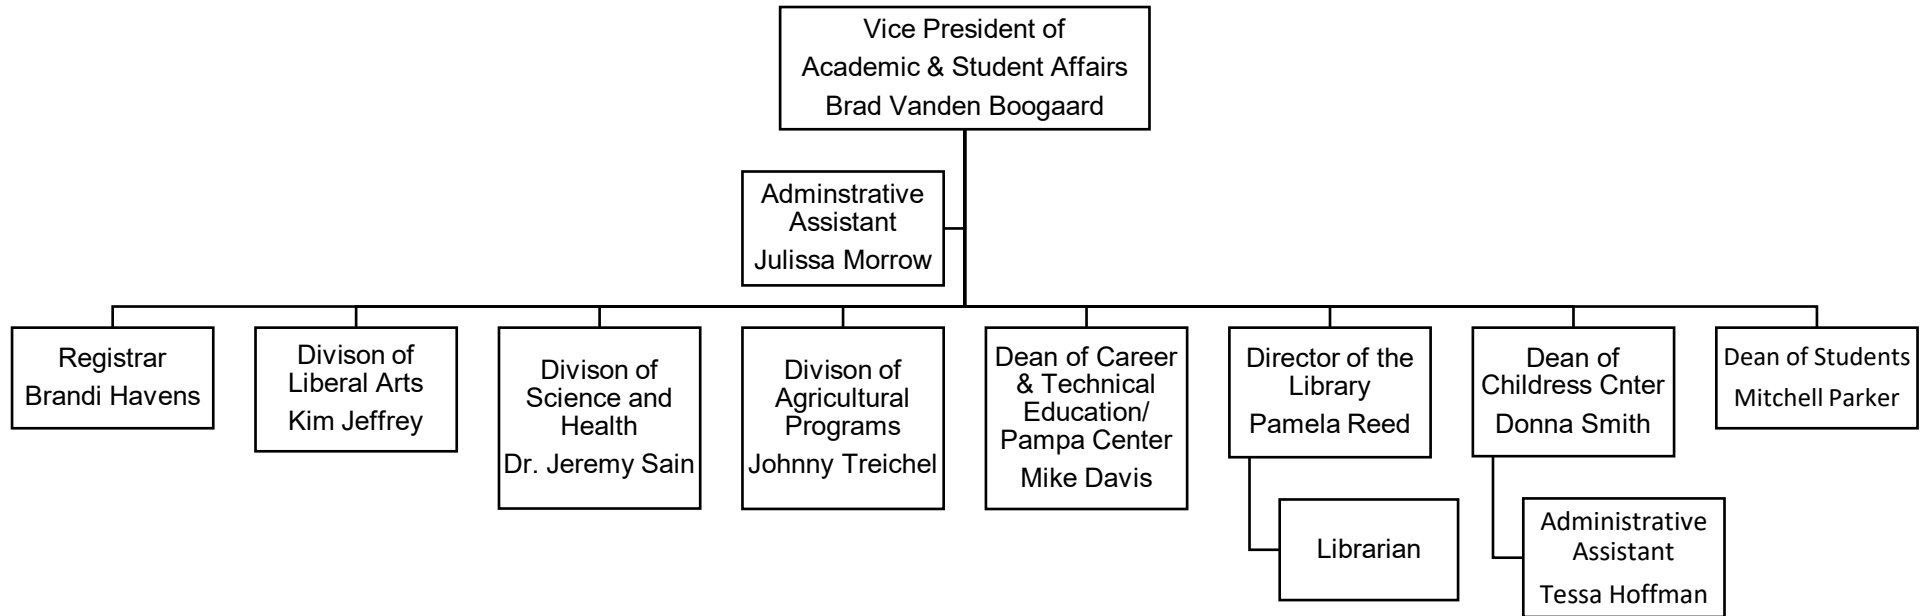 Vice President of
Academic & Student Affairs
Brad Vanden Boogaard
Adminstrative
Assistant
Julissa Morrow
Registrar
Brandi Havens
Divison of
Liberal Arts
Kim Jeffrey
Divison of
Science and
Health
Dr. Jeremy Sain
Divison of
Agricultural
Programs
Johnny Treichel
Dean of Career
& Technical
Education/
Pampa Center
Mike Davis
Director of the
Library
Pamela Reed
Dean of
Childress Cnter
Donna Smith
Dean of Students
Mitchell Parker
Librarian
Administrative
Assistant
Tessa Hoffman